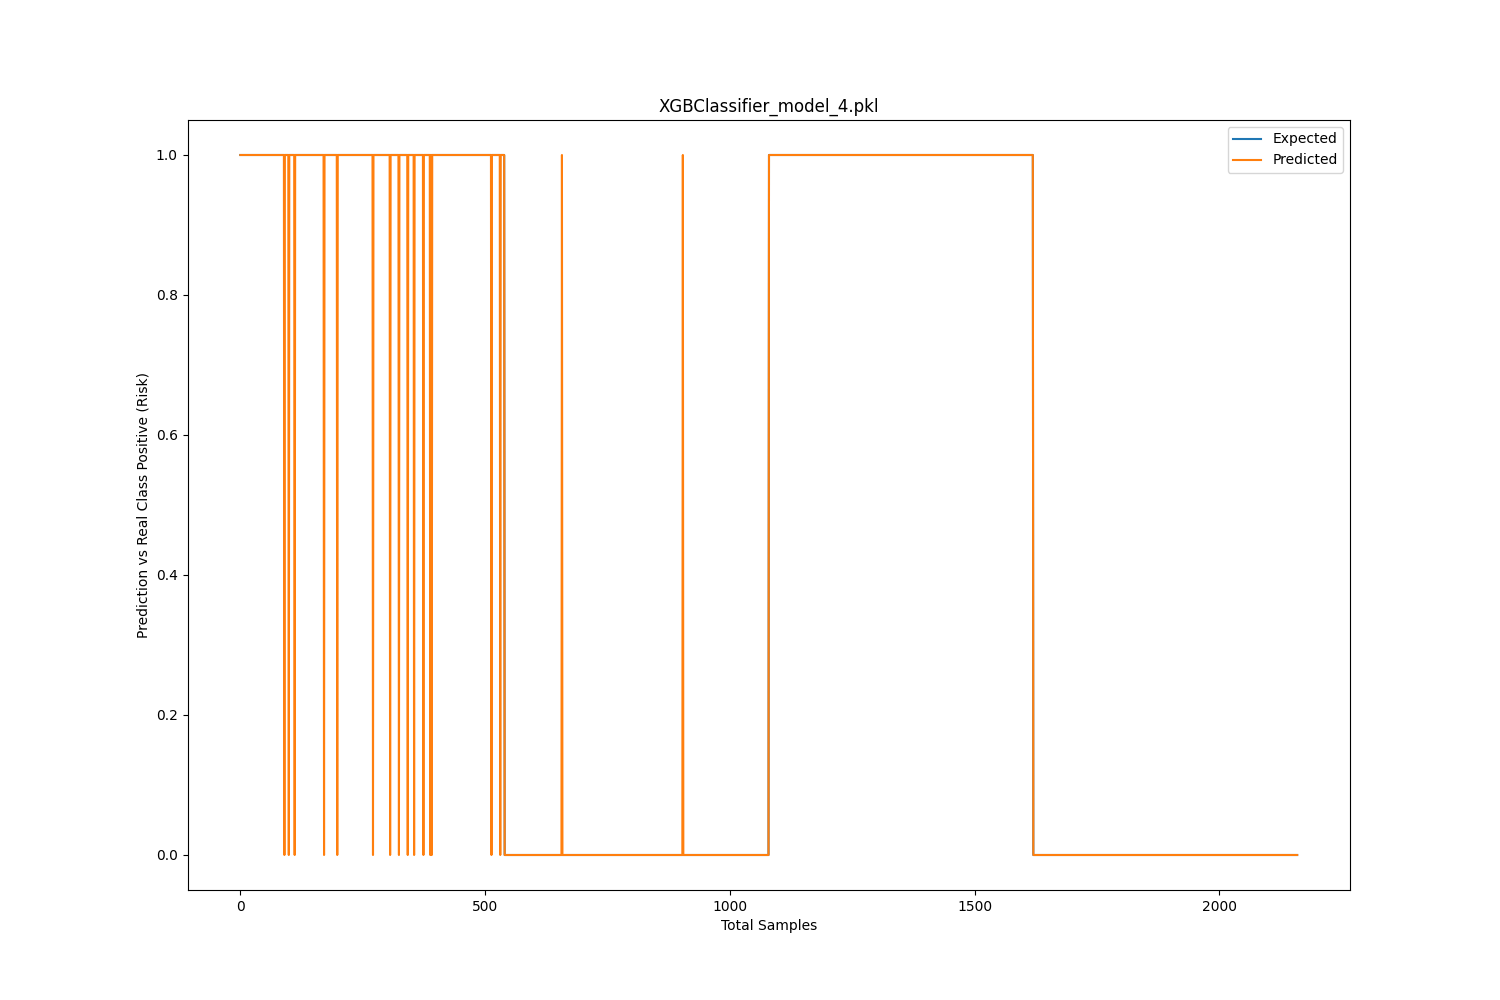 XGBClassifier_model_4.pkl
Expected
Predicted
1.0
0.8
0.6
0.4
0.2
0.0
Prediction vs Real Class Positive (Risk)
0
500
1000
1500
2000
Total Samples